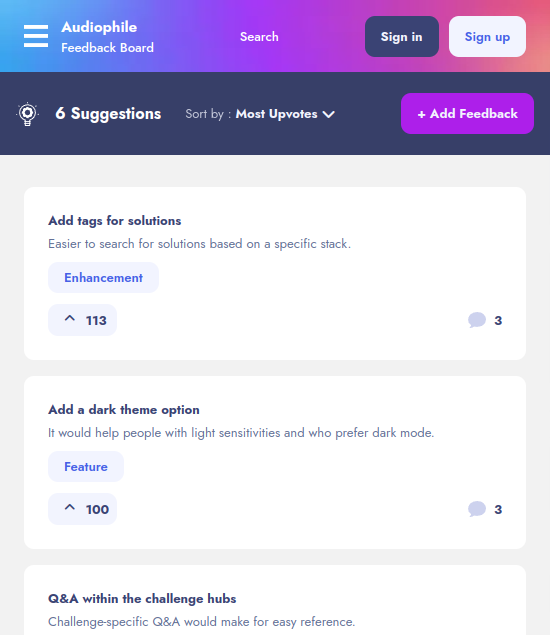 Audiophile
Feedback Board
Search
Sign in
Sign up
6 Suggestions
Sort by : Most Upvotes
+ Add Feedback
Add tags for solutions
Easier to search for solutions based on a specific stack.
Enhancement
113
3
Add a dark theme option
It would help people with light sensitivities and who prefer dark mode.
Feature
100
3
Q&A within the challenge hubs
Challenge-specific Q&A would make for easy reference.